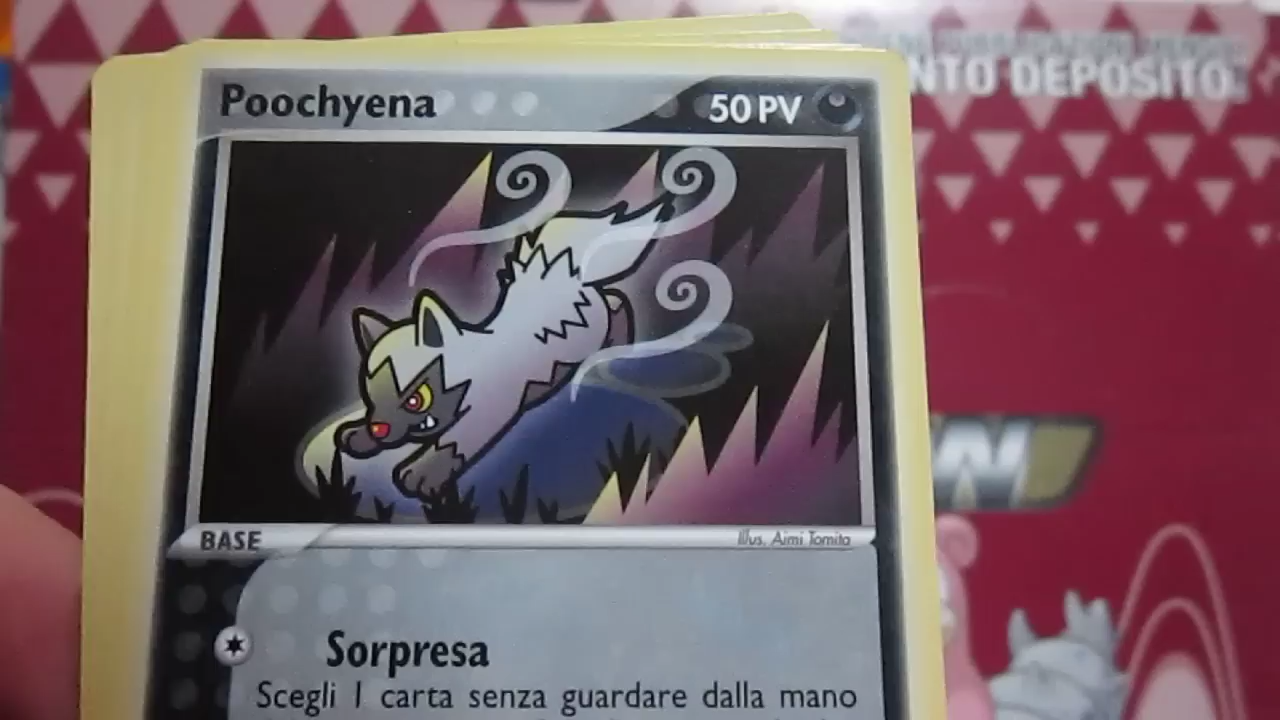 NTO DEPOSITO.
Poochyena
50 PV
BASE
Illus. Aimi Tomita
Sorpresa
Scegli 1 carta senza guardare dalla mano